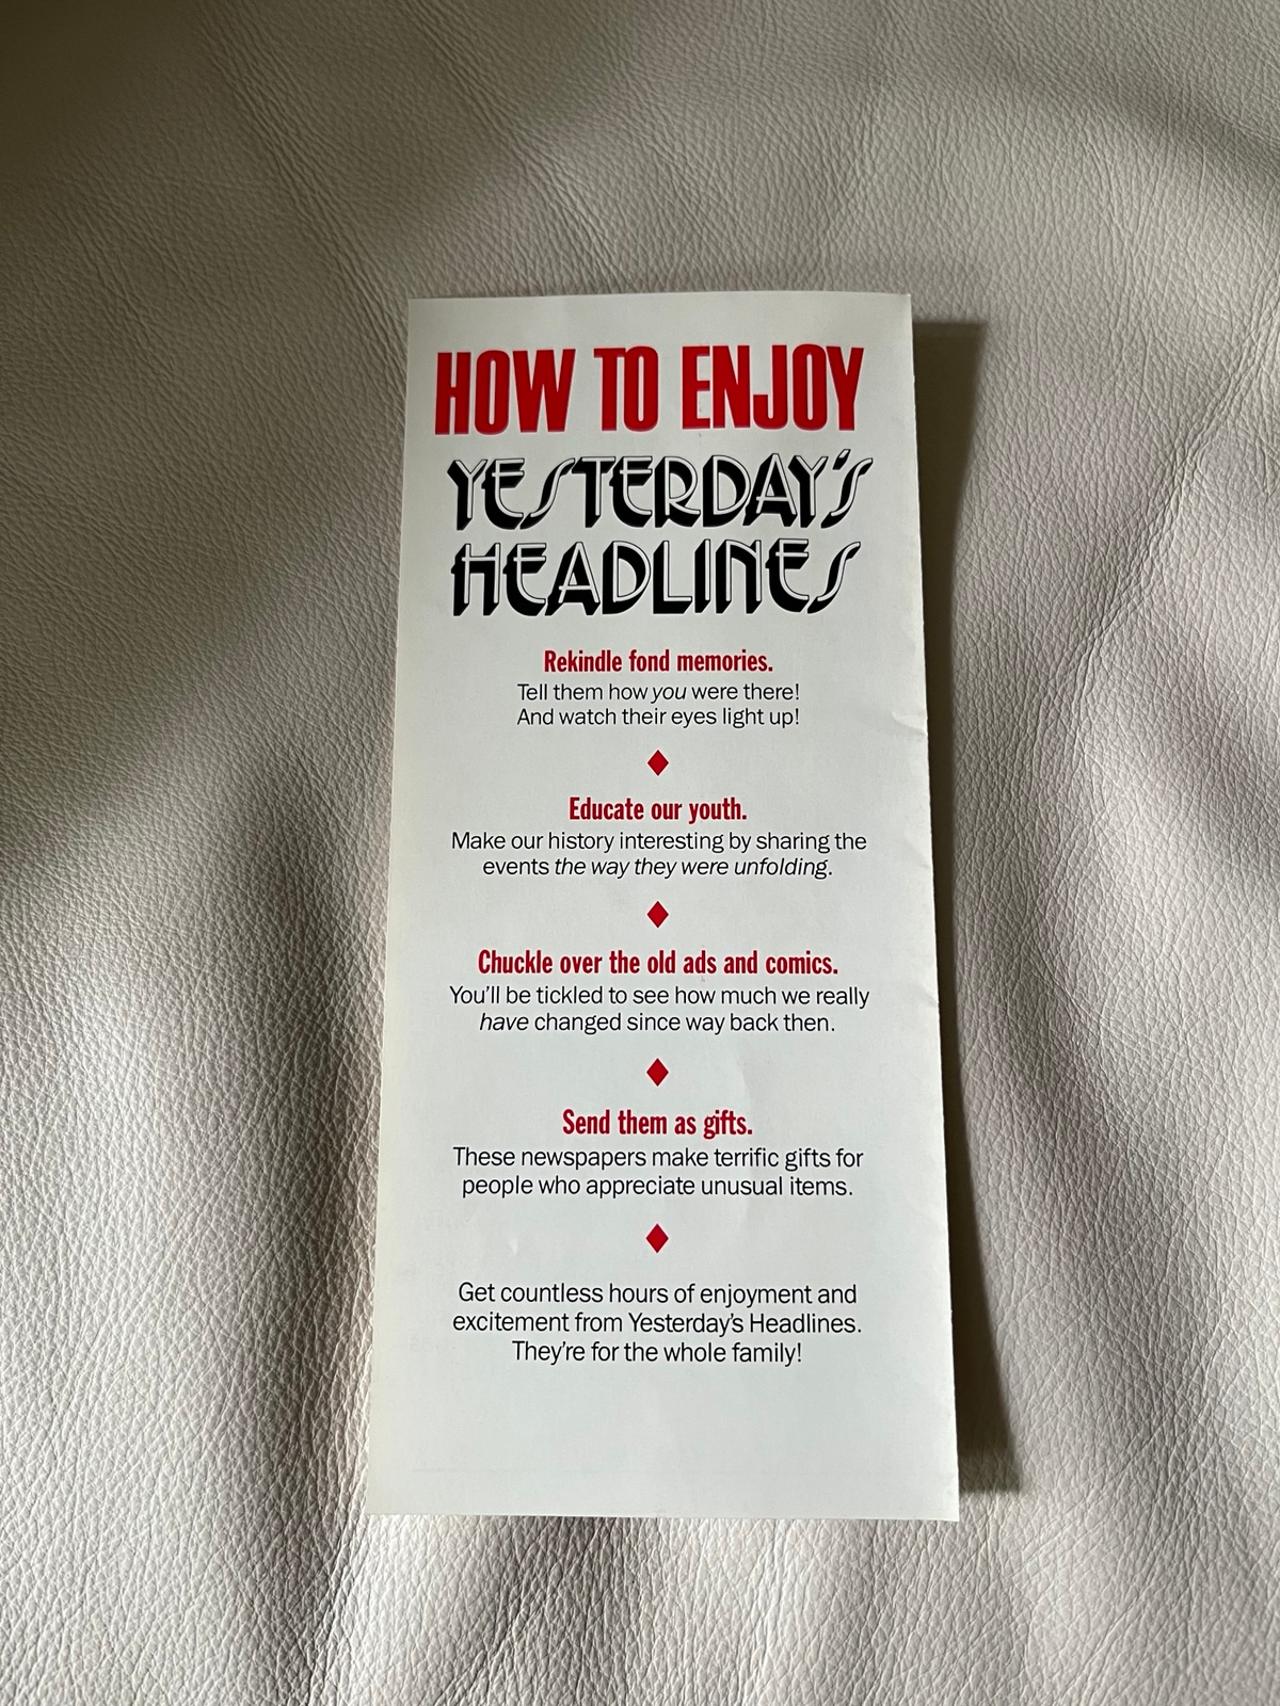 HOW TO ENJOY
YESTERDAY'S
HEADLINES
Rekindle fond memories.
Tell them how you were there!
And watch their eyes light up!
Educate our youth.
Make our history interesting by sharing the
events the way they were unfolding.
Chuckle over the old ads and comics.
You'll be tickled to see how much we really
have changed since way back then.
Send them as gifts.
These newspapers make terrific gifts for
people who appreciate unusual items.
Get countless hours of enjoyment and
excitement from Yesterday's Headlines.
They're for the whole family!